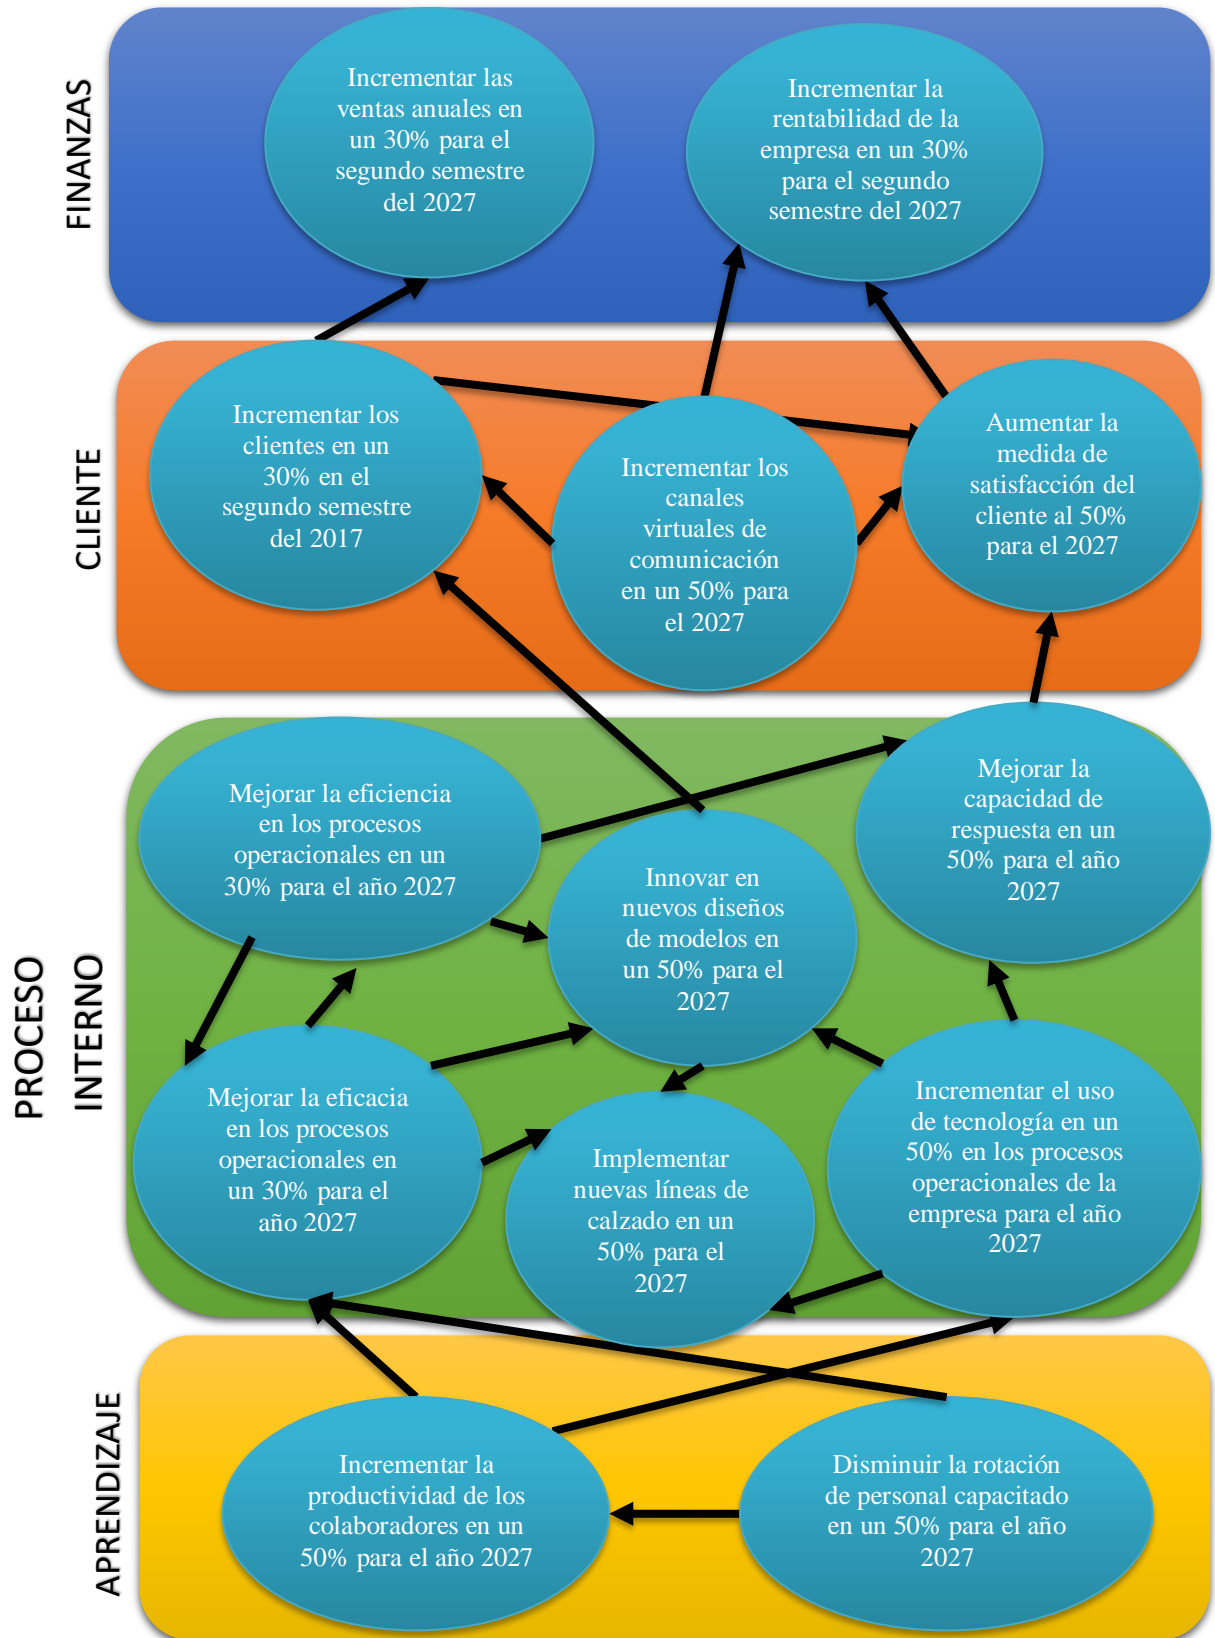 FINANZAS
Incrementar las
ventas anuales en
un 30% para el
segundo semestre
del 2027
Incrementar la
rentabilidad de la
empresa en un 30%
para el segundo
semestre del 2027
CLIENTE
Incrementar los
clientes en un
30% en el
segundo semestre
del 2017
Incrementar los
canales
virtuales de
comunicación
en un 50% para
el 2027
Aumentar la
medida de
satisfacción del
cliente al 50%
para el 2027
PROCESO
INTERNO
Mejorar la eficiencia
en los procesos
operacionales en un
30% para el año 2027
Innovar en
nuevos diseños
de modelos en
un 50% para el
2027
Mejorar la
capacidad de
respuesta en un
50% para el año
2027
Mejorar la eficacia
en los procesos
operacionales en
un 30% para el
año 2027
Implementar
nuevas líneas de
calzado en un
50% para el
2027
Incrementar el uso
de tecnología en un
50% en los procesos
operacionales de la
empresa para el año
2027
APRENDIZAJE
Incrementar la
productividad de los
colaboradores en un
50% para el año 2027
Disminuir la rotación
de personal capacitado
en un 50% para el año
2027